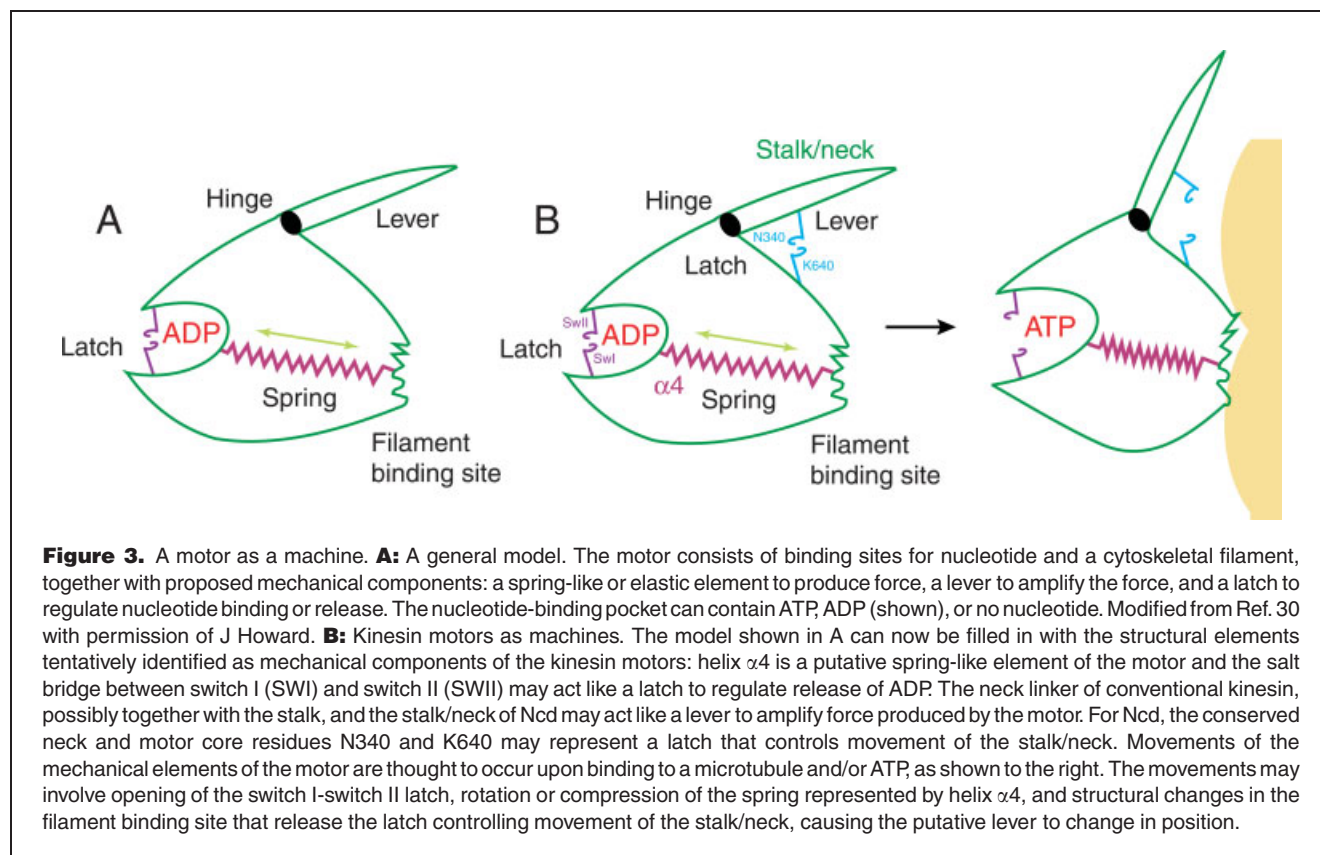 A
Hinge
Lever
Latch
ADP
Spring
Filament
binding site
B
Stalk/neck
Hinge
Lever
N340
K640
Latch
SwII
ADP
Latch
SwI
α4
Spring
Filament
binding site
ATP
Figure 3. A motor as a machine. A: A general model. The motor consists of binding sites for nucleotide and a cytoskeletal filament,
together with proposed mechanical components: a spring-like or elastic element to produce force, a lever to amplify the force, and a latch to
regulate nucleotide binding or release. The nucleotide-binding pocket can contain ATP, ADP (shown), or no nucleotide. Modified from Ref. 30
with permission of J Howard. B: Kinesin motors as machines. The model shown in A can now be filled in with the structural elements
tentatively identified as mechanical components of the kinesin motors: helix α4 is a putative spring-like element of the motor and the salt
bridge between switch I (SWI) and switch II (SWII) may act like a latch to regulate release of ADP. The neck linker of conventional kinesin,
possibly together with the stalk, and the stalk/neck of Ncd may act like a lever to amplify force produced by the motor. For Ncd, the conserved
neck and motor core residues N340 and K640 may represent a latch that controls movement of the stalk/neck. Movements of the
mechanical elements of the motor are thought to occur upon binding to a microtubule and/or ATP, as shown to the right. The movements may
involve opening of the switch I-switch II latch, rotation or compression of the spring represented by helix α4, and structural changes in the
filament binding site that release the latch controlling movement of the stalk/neck, causing the putative lever to change in position.